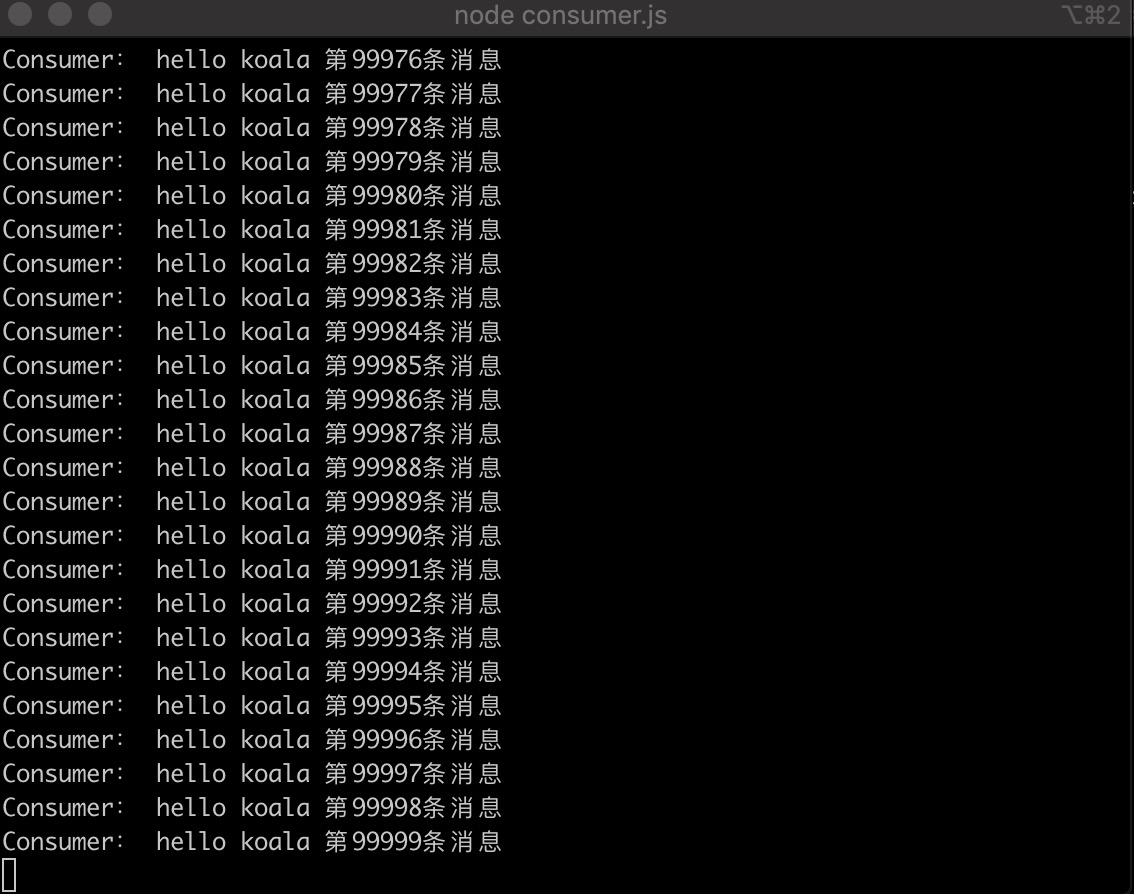 node consumer.js
⌥⌘2
Consumer： hello koala 第99976条消息
Consumer： hello koala 第99977条消息
Consumer： hello koala 第99978条消息
Consumer： hello koala 第99979条消息
Consumer： hello koala 第99980条消息
Consumer： hello koala 第99981条消息
Consumer： hello koala 第99982条消息
Consumer： hello koala 第99983条消息
Consumer： hello koala 第99984条消息
Consumer： hello koala 第99985条消息
Consumer： hello koala 第99986条消息
Consumer： hello koala 第99987条消息
Consumer： hello koala 第99988条消息
Consumer： hello koala 第99989条消息
Consumer： hello koala 第99990条消息
Consumer： hello koala 第99991条消息
Consumer： hello koala 第99992条消息
Consumer： hello koala 第99993条消息
Consumer： hello koala 第99994条消息
Consumer： hello koala 第99995条消息
Consumer： hello koala 第99996条消息
Consumer： hello koala 第99997条消息
Consumer： hello koala 第99998条消息
Consumer： hello koala 第99999条消息